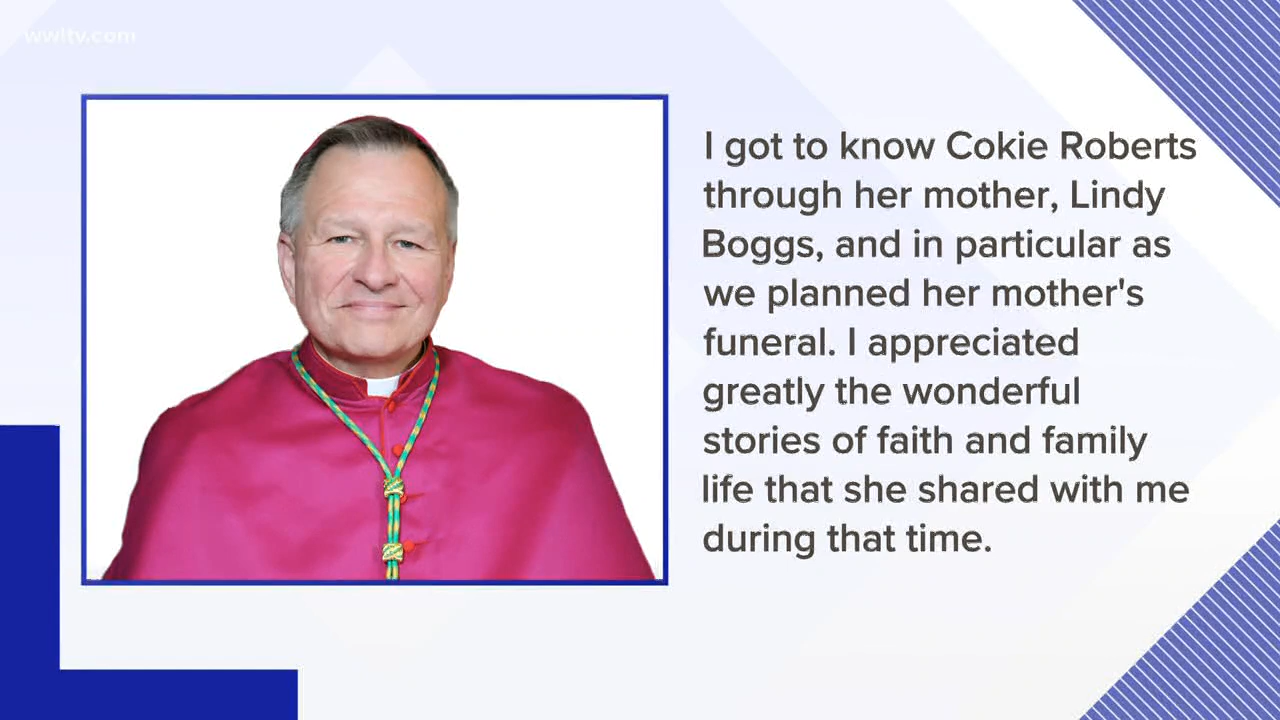 wwltv.com
I got to know Cokie Roberts
through her mother, Lindy
Boggs, and in particular as
we planned her mother's
funeral. I appreciated
greatly the wonderful
stories of faith and family
life that she shared with me
during that time.